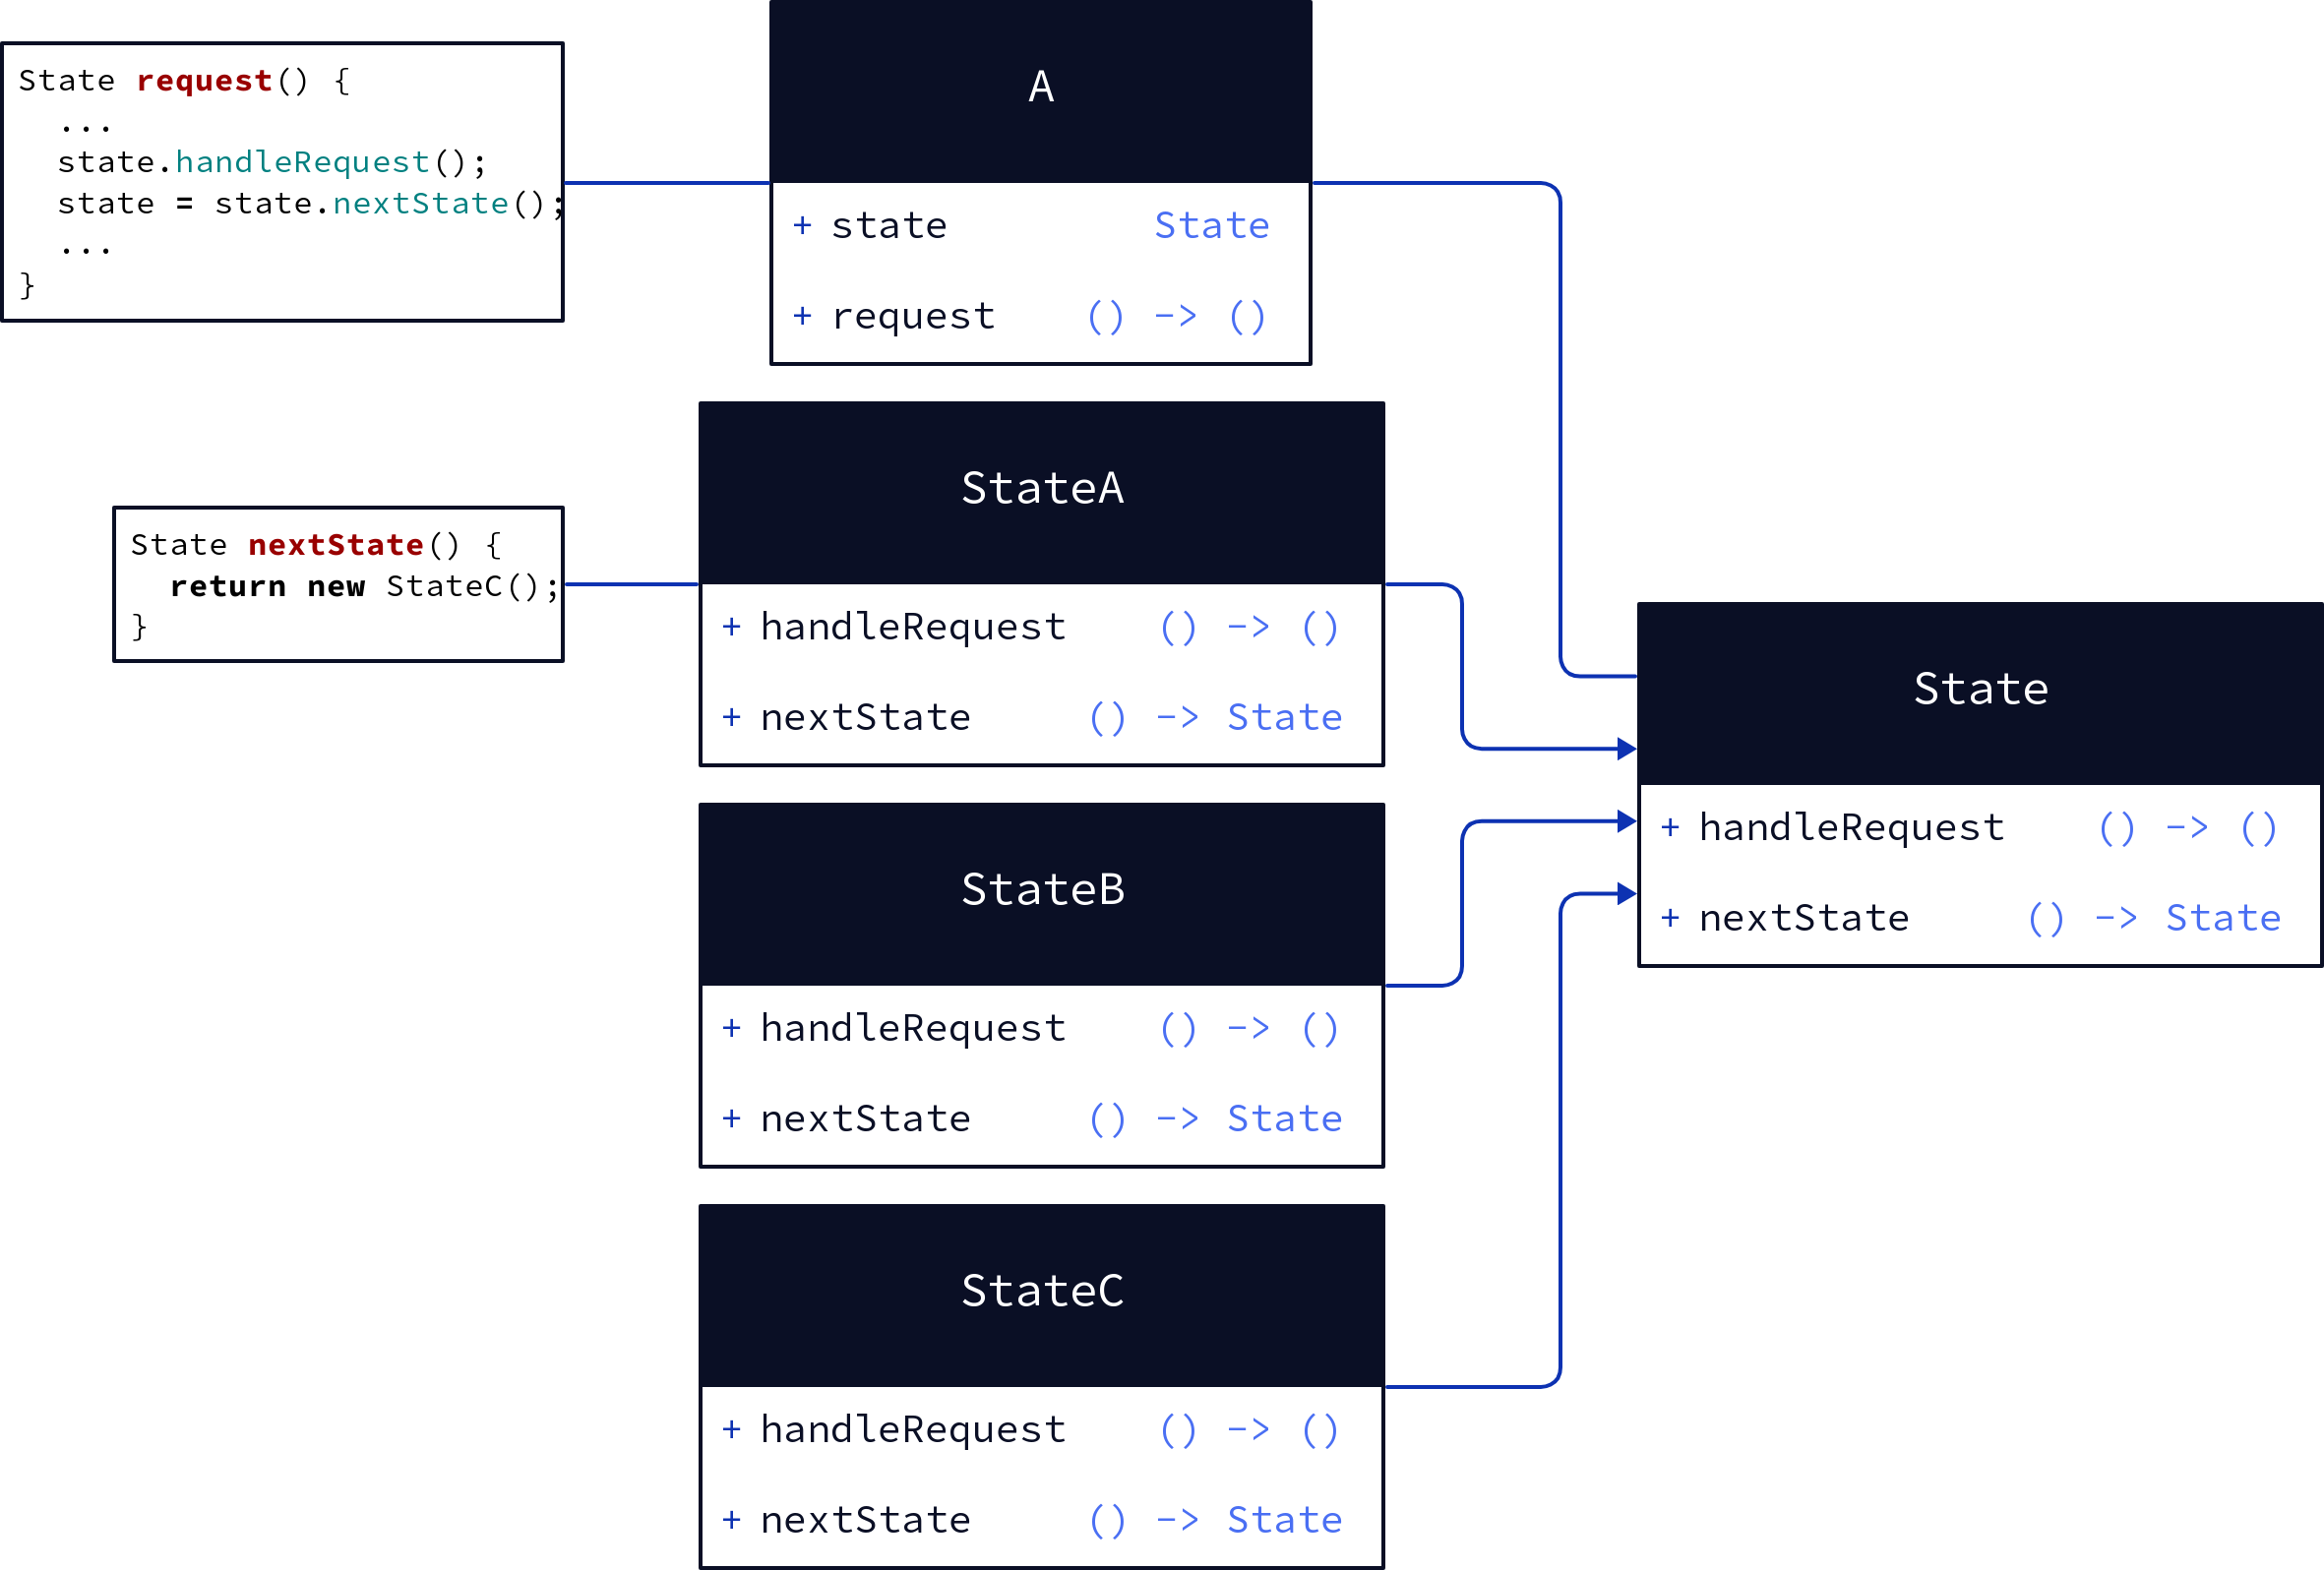 State request() {
  ...
  state.handleRequest();
  state = state.nextState();
  ...
}
A
+ state State
+ request () -> ()
State nextState() {
  return new StateC();
}
StateA
+ handleRequest () -> ()
+ nextState () -> State
StateB
+ handleRequest () -> ()
+ nextState () -> State
StateC
+ handleRequest () -> ()
+ nextState () -> State
State
+ handleRequest () -> ()
+ nextState () -> State